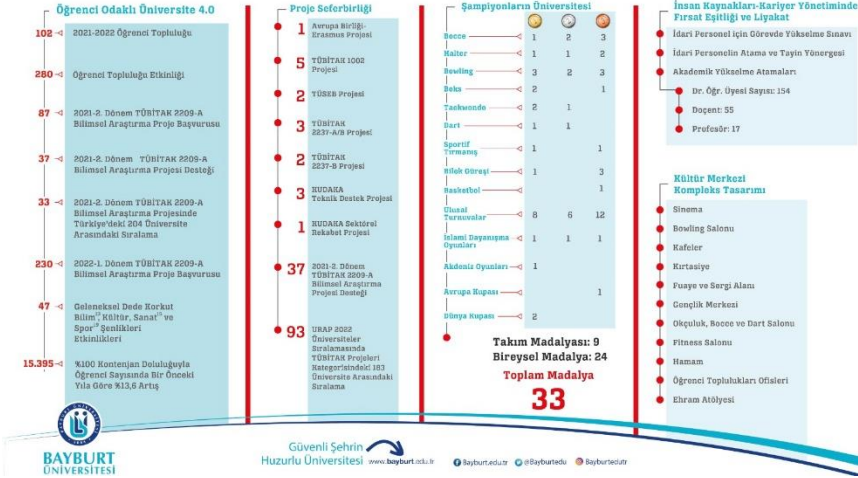 Öğrenci Odaklı Üniversite 4.0
102 2021-2022 Öğrenci Topluluğu
280 Öğrenci Topluluğu Etkinliği
87 2021-2. Dönem TÜBİTAK 2209-A
Bilimsel Araştırma Proje Başvurusu
37 2021-2. Dönem TÜBİTAK 2209-A
Bilimsel Araştırma Projesi Desteği
33 2021-2. Dönem TÜBİTAK 2209-A
Bilimsel Araştırma Projesinde
Türkiye'deki 204 Üniversite
Arasındaki Sıralama
230 2022-1. Dönem TÜBİTAK 2209-A
Bilimsel Araştırma Proje Başvurusu
47 Geleneksel Dede Korkut
Kültür, Sanat ve
Şenlikleri
Etkinlikleri
15.395 %100 Kontenjan Doluluğuyla
Öğrenci Sayısında Bir Önceki
Yıla Göre %13,6 Artış
Proje Seferbirliği
1 Avrupa Birliği-
Erasmus Projesi
5 TÜBİTAK 1002
Projesi
2 TÜSEB Projesi
3 TÜBİTAK
2237-A/B Projesi
2 TÜBİTAK
2237-B Projesi
3 KUDAKA
Teknik Destek Projesi
1 KUDAKA Sektörel
Rekabet Projesi
37 2021-2. Dönem
TÜBİTAK 2209-A
Bilimsel Araştırma
Projesi Desteği
93 URAP 2022
Üniversiteler
Sıralamasında
TÜBİTAK Projeleri
Kategorisindeki 183
Üniversite Arasındaki
Sıralama
Şampiyonların Üniversitesi
Bocce 1 2 3
Halter 1 1 2
Bowling 3 2 3
Boks 2 1
Taekwondo 2 1
Dart 1 1
Sportif
Tırmanış 1 1
Bilek Güreşi 1 3
Basketbol 1
Ulusal
Turnuvalar 8 6 12
İslami Dayanışma
Oyunları 1 1 1
Akdeniz Oyunları 1
Avrupa Kupası 1
Dünya Kupası 2
Takım Madalyası: 9
Bireysel Madalya: 24
Toplam Madalya
33
İnsan Kaynakları-Kariyer Yönetiminde
Fırsat Eşitliği ve Liyakat
İdari Personel için Görevde Yükselme Sınavı
İdari Personelin Atama ve Tayin Yönergesi
Akademik Yükselme Atamaları
Dr. Öğr. Üyesi Sayısı: 154
Doçent: 55
Profesör: 17
Kültür Merkezi
Kompleks Tasarımı
Sinema
Bowling Salonu
Kafeler
Kırtasiye
Fuaye ve Sergi Alanı
Gençlik Merkezi
Okçuluk, Bocce ve Dart Salonu
Fitness Salonu
Hamam
Öğrenci Toplulukları Ofisleri
Ehram Atölyesi
BAYBURT
ÜNİVERSİTESİ
Güvenli Şehrin
Huzurlu Üniversitesi www.bayburt.edu.tr
Bayburt.edu.tr @Bayburtedu Bayburtedutr